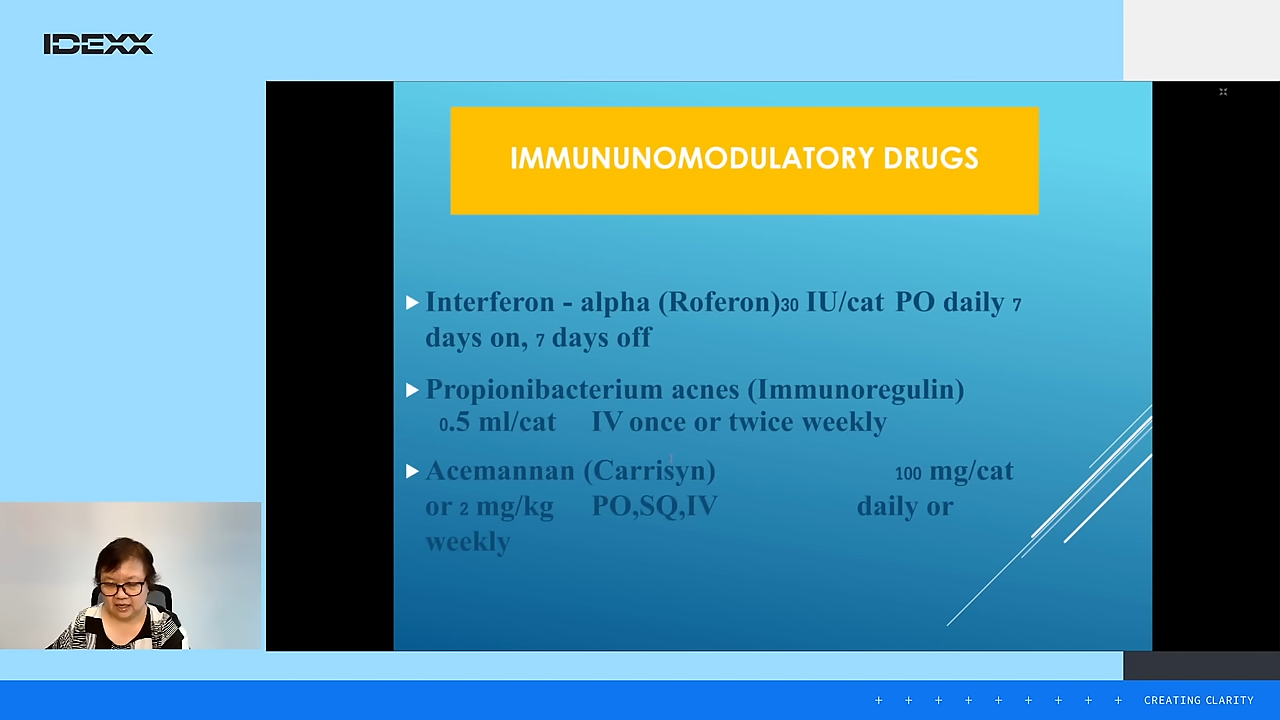 IDEXX
IMMUNUNOMODULATORY DRUGS
Interferon - alpha (Roferon)30 IU/cat PO daily 7
days on, 7 days off
Propionibacterium acnes (Immunoregulin)
0.5 ml/cat IV once or twice weekly
Acemannan (Carrisyn) 100 mg/cat
or 2 mg/kg PO,SQ,IV daily or
weekly
CREATING CLARITY